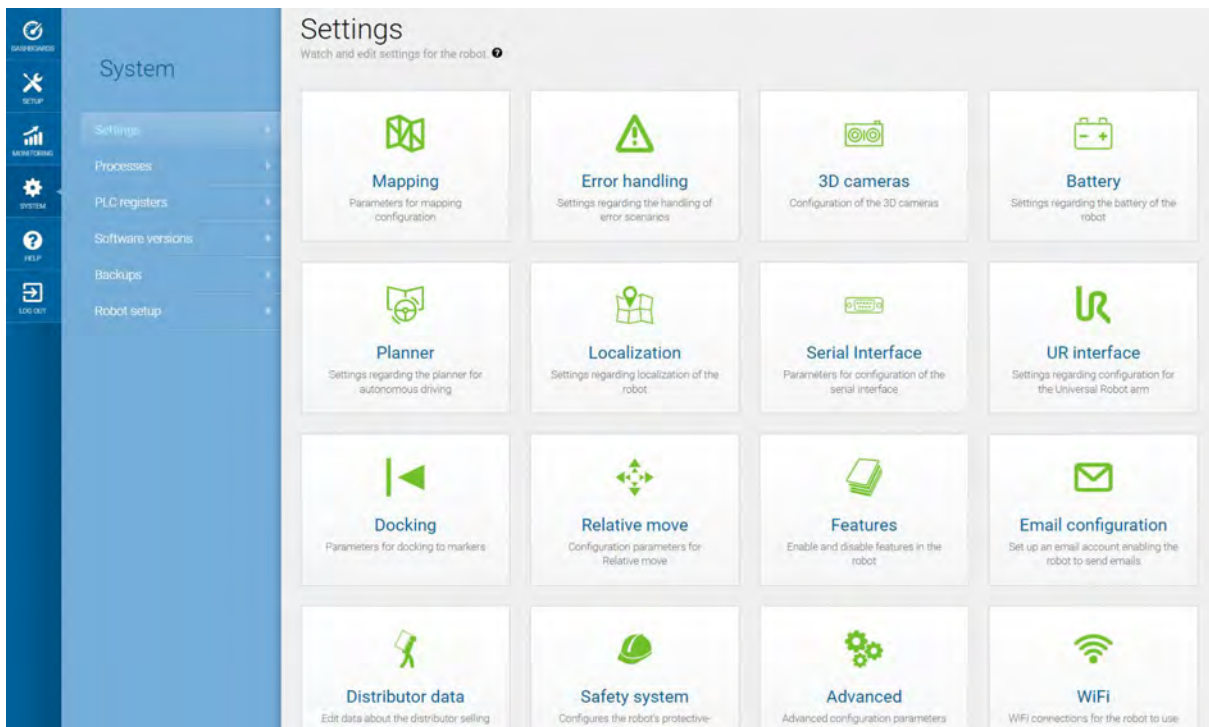 DASHBOARDS
SETUP
MONITORING
SYSTEM
HELP
LOG OUT
System
Settings
Processes
PLC registers
Software versions
Backups
Robot setup
Settings
Watch and edit settings for the robot. ?
Mapping
Parameters for mapping
configuration
Error handling
Settings regarding the handling of
error scenarios
3D cameras
Configuration of the 3D cameras
Battery
Settings regarding the battery of the
robot
Planner
Settings regarding the planner for
autonomous driving
Localization
Settings regarding localization of the
robot
Serial Interface
Parameters for configuration of the
serial interface
UR
UR interface
Settings regarding configuration for
the Universal Robot arm
Docking
Parameters for docking to markers
Relative move
Configuration parameters for
Relative move
Features
Enable and disable features in the
robot
Email configuration
Set up an email account enabling the
robot to send emails
Distributor data
Edit data about the distributor selling
Safety system
Configures the robot's protective-
Advanced
Advanced configuration parameters
WiFi
WiFi connections for the robot to use